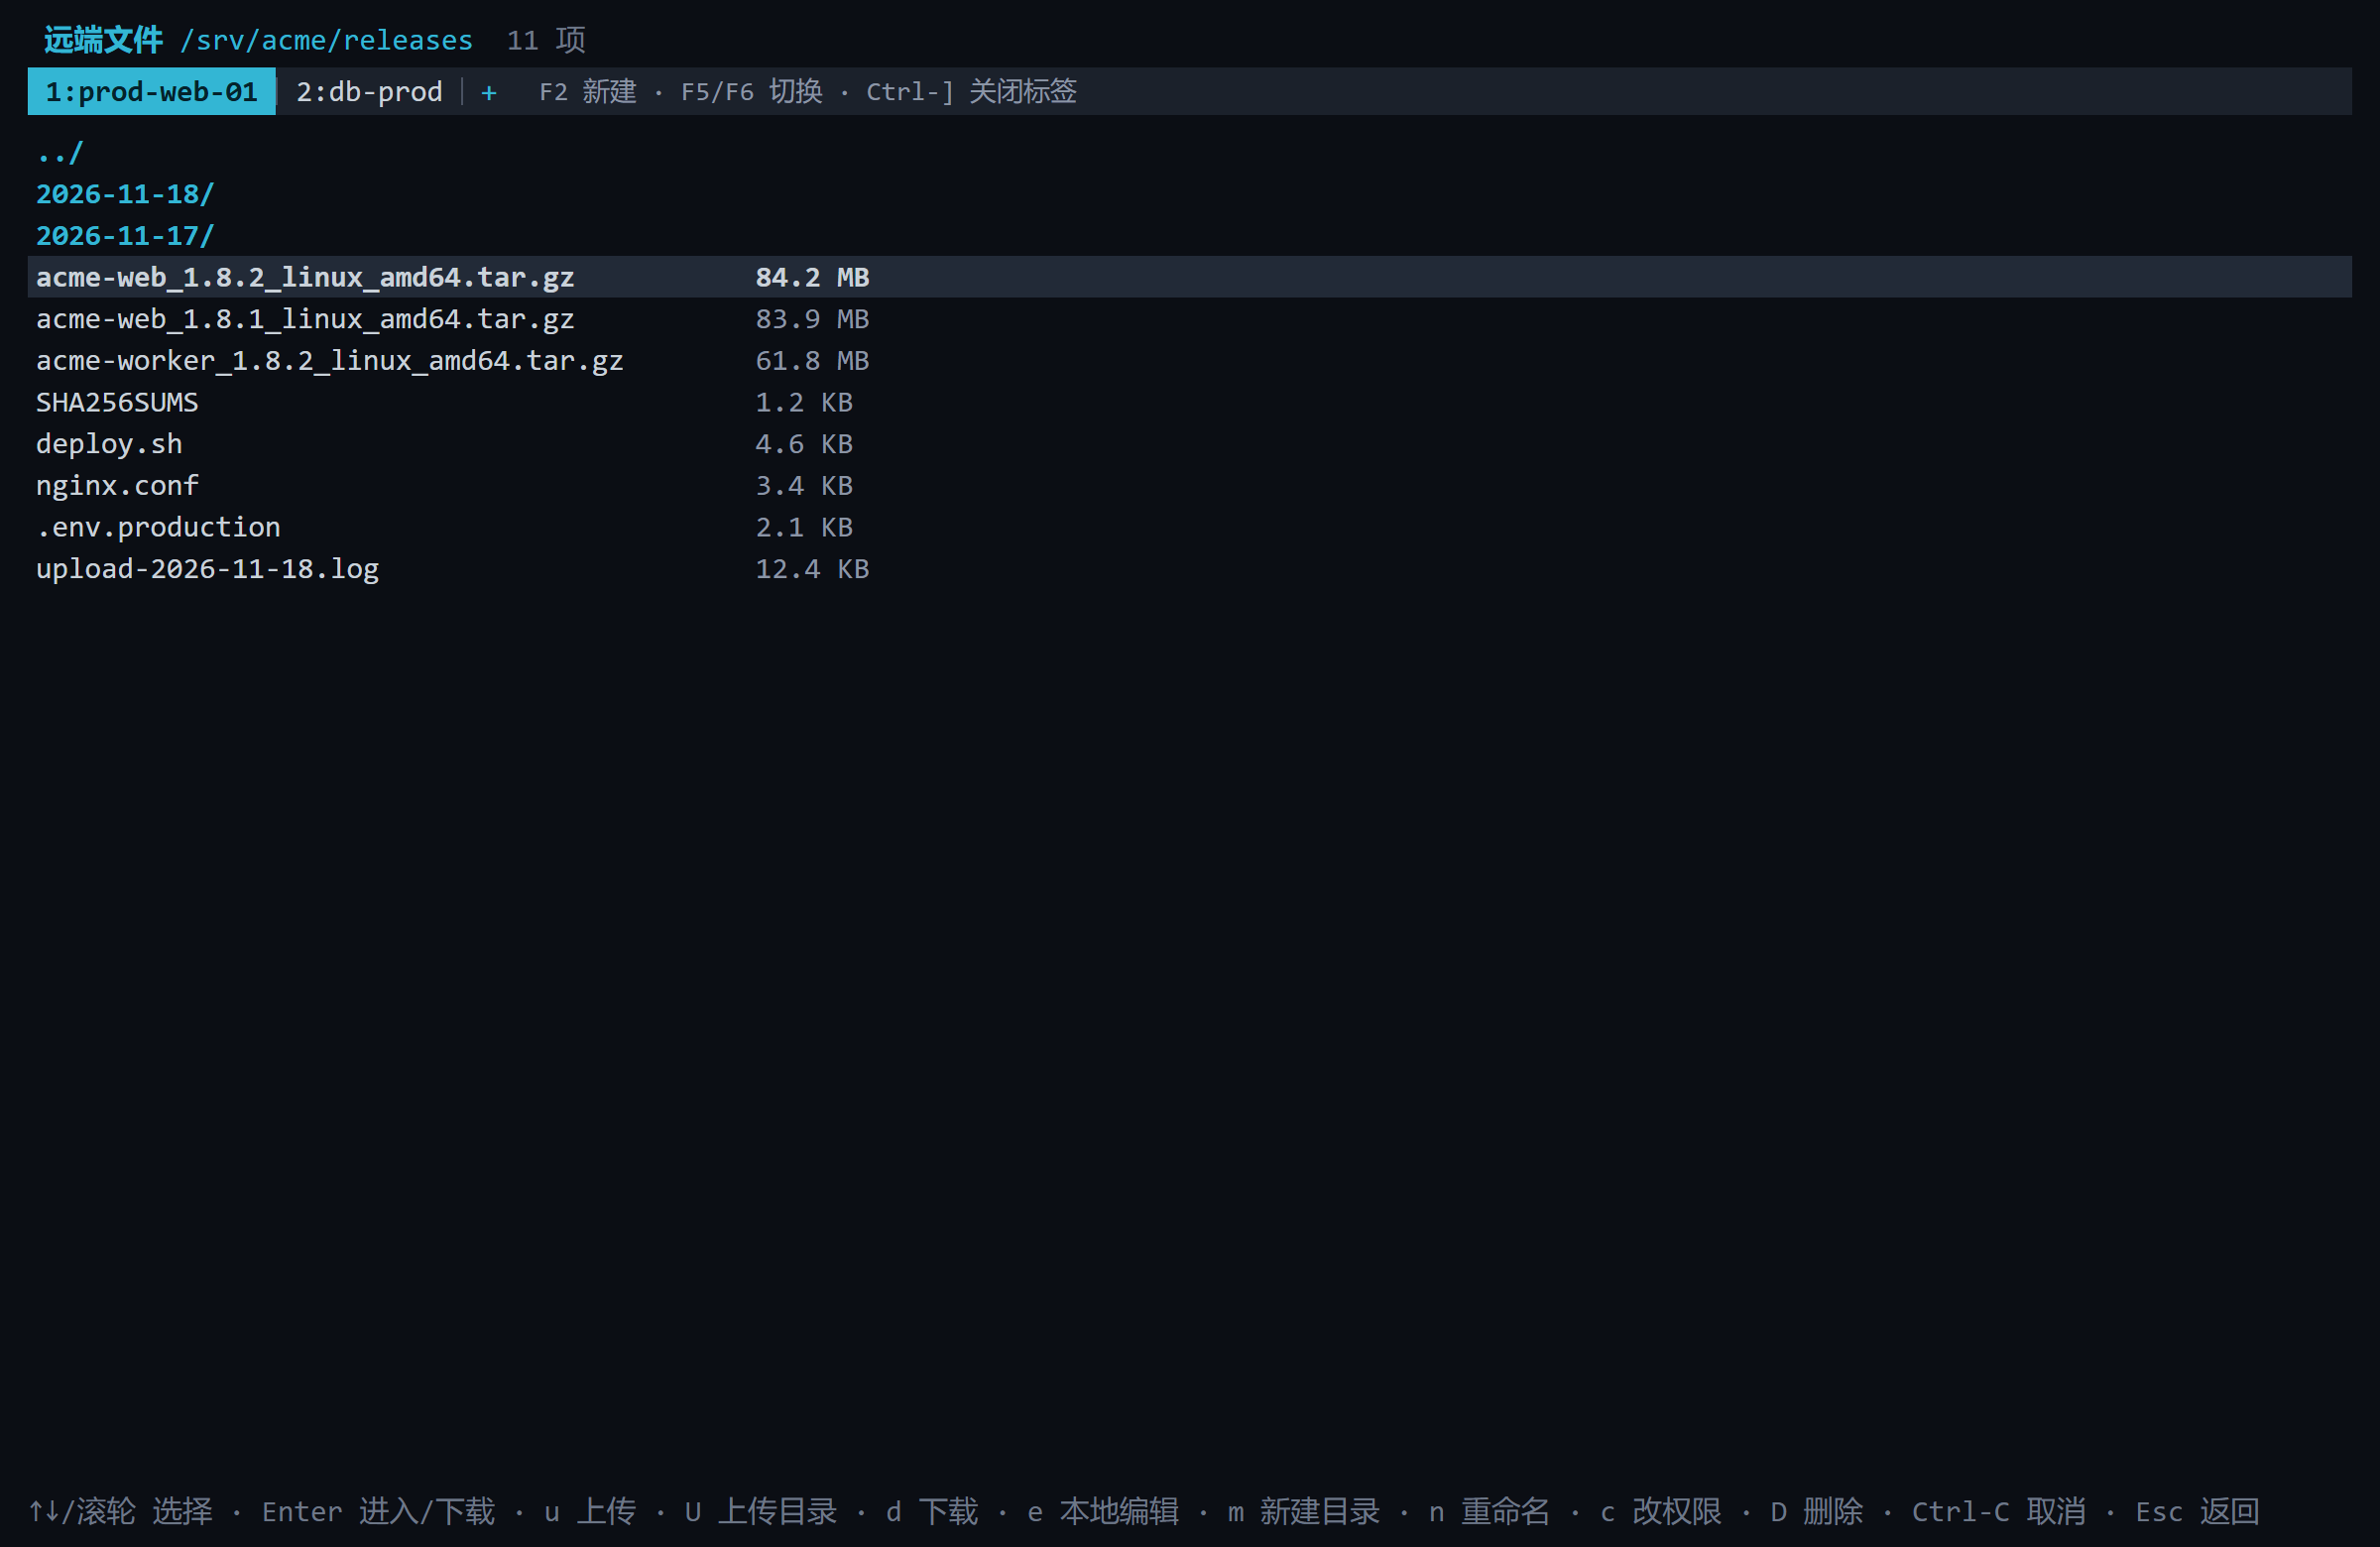 远端文件 /srv/acme/releases  11 项
1:prod-web-01 │ 2:db-prod │ +  F2 新建 · F5/F6 切换 · Ctrl-] 关闭标签
../
2026-11-18/
2026-11-17/
acme-web_1.8.2_linux_amd64.tar.gz  84.2 MB
acme-web_1.8.1_linux_amd64.tar.gz  83.9 MB
acme-worker_1.8.2_linux_amd64.tar.gz  61.8 MB
SHA256SUMS  1.2 KB
deploy.sh  4.6 KB
nginx.conf  3.4 KB
.env.production  2.1 KB
upload-2026-11-18.log  12.4 KB
↑↓/滚轮 选择 · Enter 进入/下载 · u 上传 · U 上传目录 · d 下载 · e 本地编辑 · m 新建目录 · n 重命名 · c 改权限 · D 删除 · Ctrl-C 取消 · Esc 返回